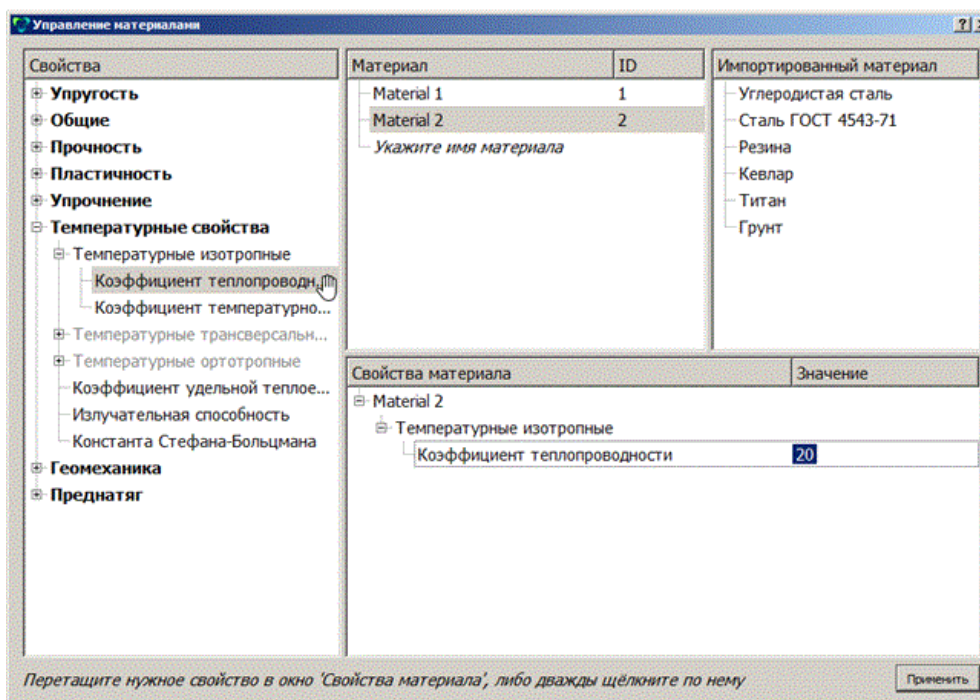 Управление материалами
Свойства
Упругость
Общие
Прочность
Пластичность
Упрочнение
Температурные свойства
Температурные изотропные
Коэффициент теплопроводн...
Коэффициент температурно...
Температурные трансверсальн...
Температурные ортотропные
Коэффициент удельной теплое...
Излучательная способность
Константа Стефана-Больцмана
Геомеханика
Преднатяг
Материал ID
Material 1 1
Material 2 2
Укажите имя материала
Импортированный материал
Углеродистая сталь
Сталь ГОСТ 4543-71
Резина
Кевлар
Титан
Грунт
Свойства материала Значение
Material 2
Температурные изотропные
Коэффициент теплопроводности 20
Перетащите нужное свойство в окно 'Свойства материала', либо дважды щёлкните по нему
Применить